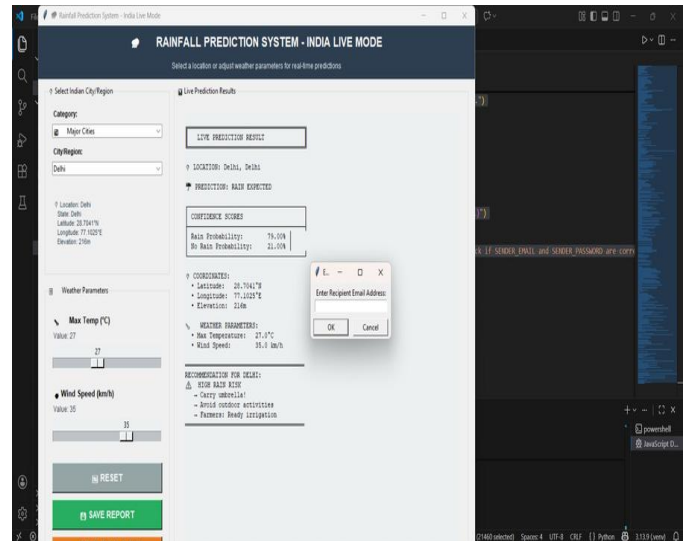 Rainfall Prediction System - India Live Mode
RAINFALL PREDICTION SYSTEM - INDIA LIVE MODE
Select a location or adjust weather parameters for real-time predictions
Select Indian City/Region
Category:
Major Cities
City/Region:
Delhi
Location: Delhi
State: Delhi
Latitude: 28.7041°N
Longitude: 77.1025°E
Elevation: 216m
Weather Parameters
Max Temp (°C)
Value: 27
27
Wind Speed (km/h)
Value: 35
35
RESET
SAVE REPORT
Live Prediction Results
LIVE PREDICTION RESULT
LOCATION: Delhi, Delhi
PREDICTION: RAIN EXPECTED
CONFIDENCE SCORES
Rain Probability: 79.00%
No Rain Probability: 21.00%
COORDINATES:
• Latitude: 28.7041°N
• Longitude: 77.1025°E
• Elevation: 216m
WEATHER PARAMETERS:
• Max Temperature: 27.0°C
• Wind Speed: 35.0 km/h
RECOMMENDATION FOR DELHI:
⚠ HIGH RAIN RISK
→ Carry umbrella!
→ Avoid outdoor activities
→ Farmers: Ready irrigation
E...
Enter Recipient Email Address:
OK
Cancel
.")
)")
ck if SENDER_EMAIL and SENDER_PASSWORD are corre
powershell
JavaScript D...
(21460 selected) Spaces: 4 UTF-8 CRLF {} Python 3.13.9 (venv)